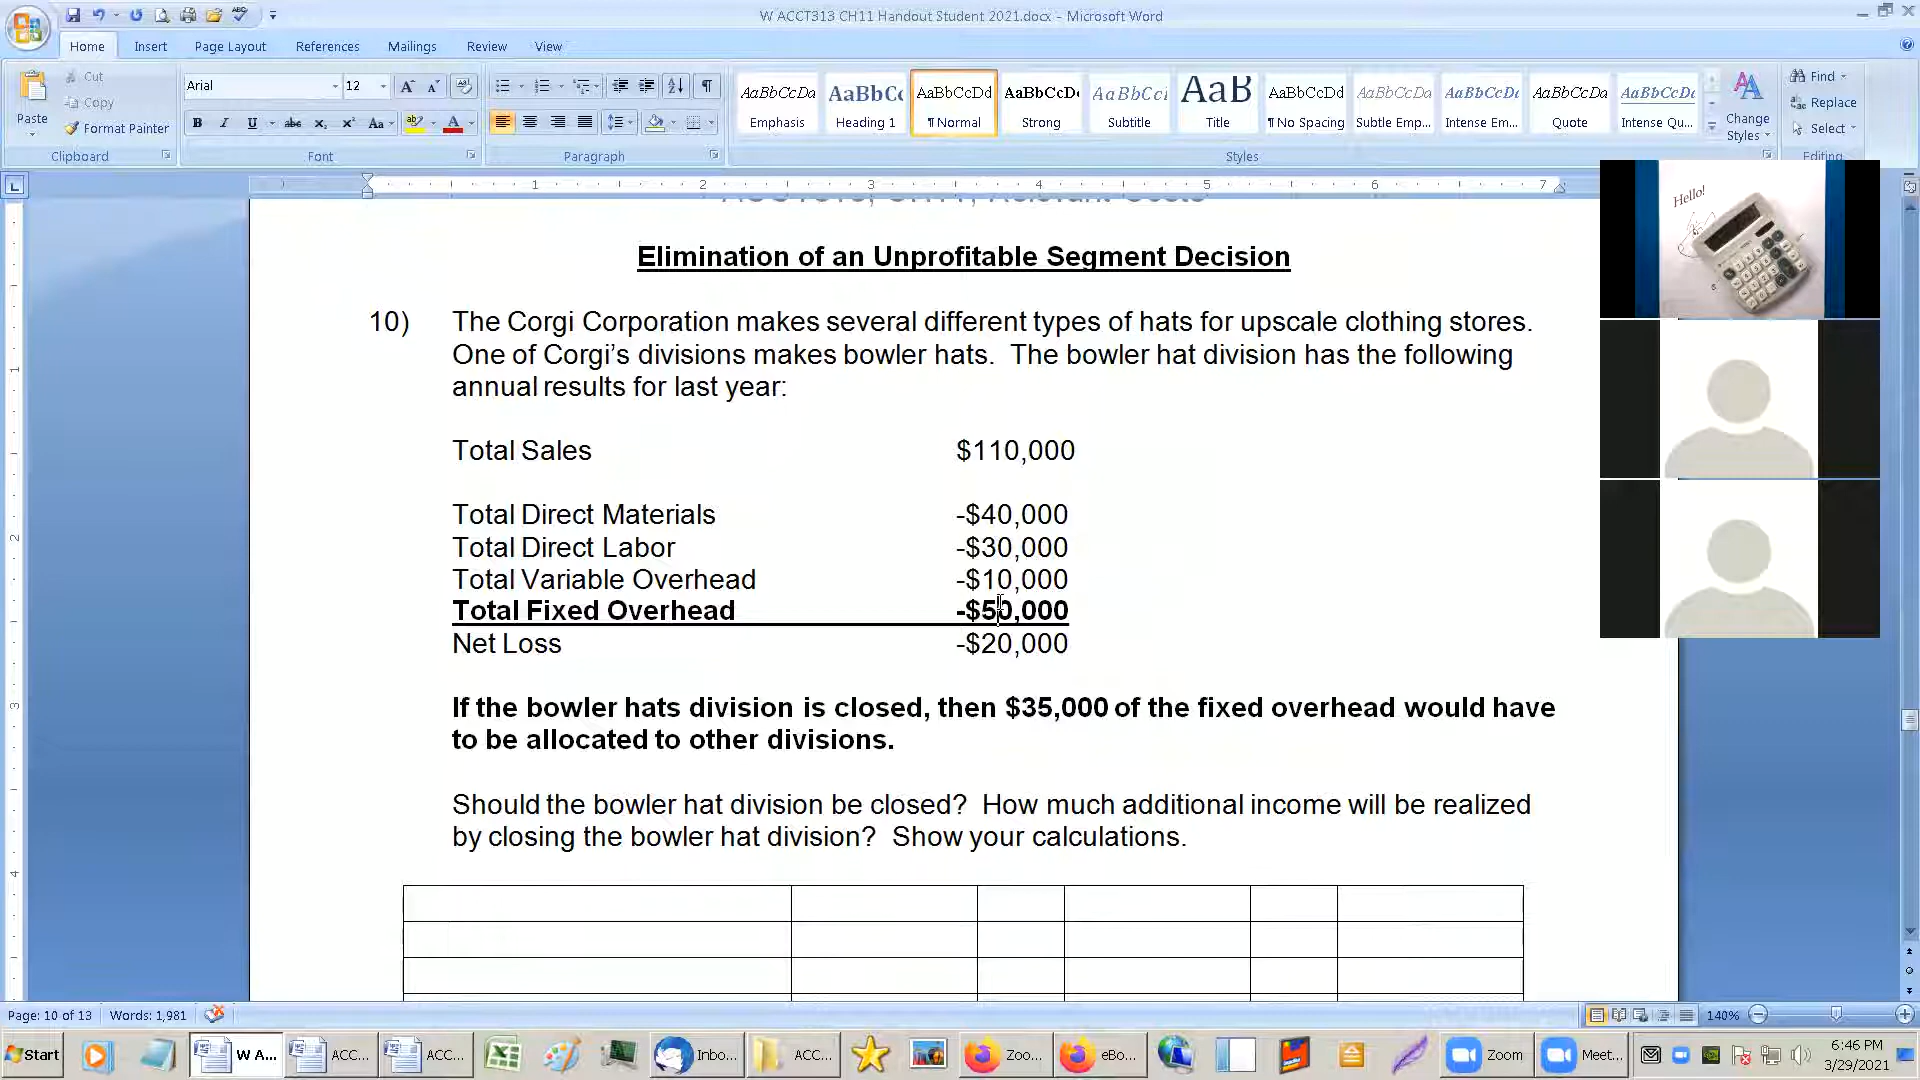 W ACCT313 CH11 Handout Student 2021.docx - Microsoft Word
Home Insert Page Layout References Mailings Review View
Paste Cut Copy Format Painter
Clipboard
Arial 12
Font
Paragraph
AaBbCcDa AaBbCc AaBbCcDd AaBbCcDc AaBbCcI AaB AaBbCcDd AaBbCcDd AaBbCcDc AaBbCcDa AaBbCcDc
Emphasis Heading 1 ¶ Normal Strong Subtitle Title ¶ No Spacing Subtle Emp... Intense Em... Quote Intense Qu...
Styles
Change Styles
Find
Replace
Select
Editing
1 2 3 4 5 6 7
Hello!
Elimination of an Unprofitable Segment Decision
10) The Corgi Corporation makes several different types of hats for upscale clothing stores.
One of Corgi’s divisions makes bowler hats. The bowler hat division has the following
annual results for last year:
Total Sales $110,000
Total Direct Materials -$40,000
Total Direct Labor -$30,000
Total Variable Overhead -$10,000
Total Fixed Overhead -$50,000
Net Loss -$20,000
If the bowler hats division is closed, then $35,000 of the fixed overhead would have
to be allocated to other divisions.
Should the bowler hat division be closed? How much additional income will be realized
by closing the bowler hat division? Show your calculations.
Page: 10 of 13 Words: 1,981 140%
Start W A... ACC... ACC... Inbo... ACC... Zoo... eBo... Zoom Meet... 6:46 PM
3/29/2021